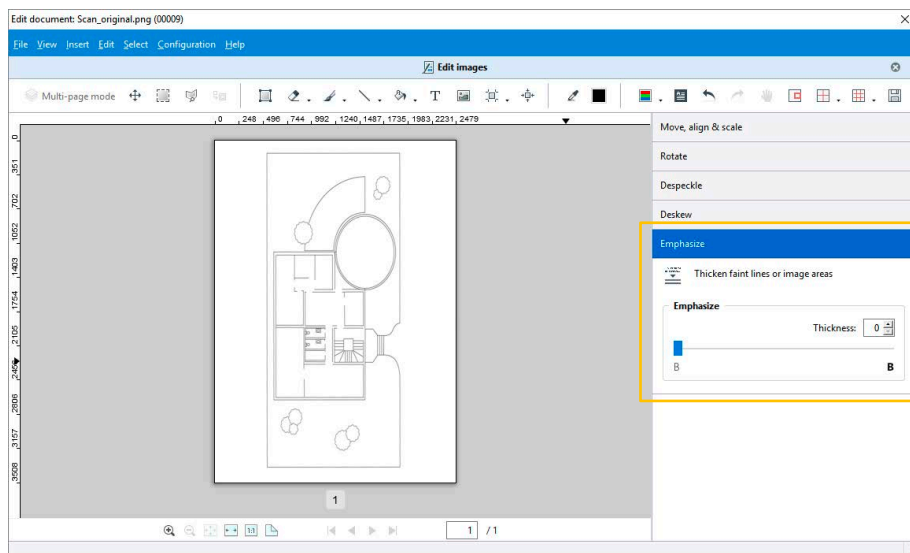 Edit document: Scan_original.png (00009)
File View Insert Edit Select Configuration Help
Edit images
Multi-page mode
T
,0 ,248 ,496 ,744 ,992 ,1240,1487, 1735, 1983, 2231, 2479
Move, align & scale
Rotate
Despeckle
Deskew
Emphasize
Thicken faint lines or image areas
Emphasize
Thickness: 0
B B
,0
,351
,702
,1052
,1403
,1754
,2105
,2456
,2806
,3157
,3508
1
1:1 1 / 1